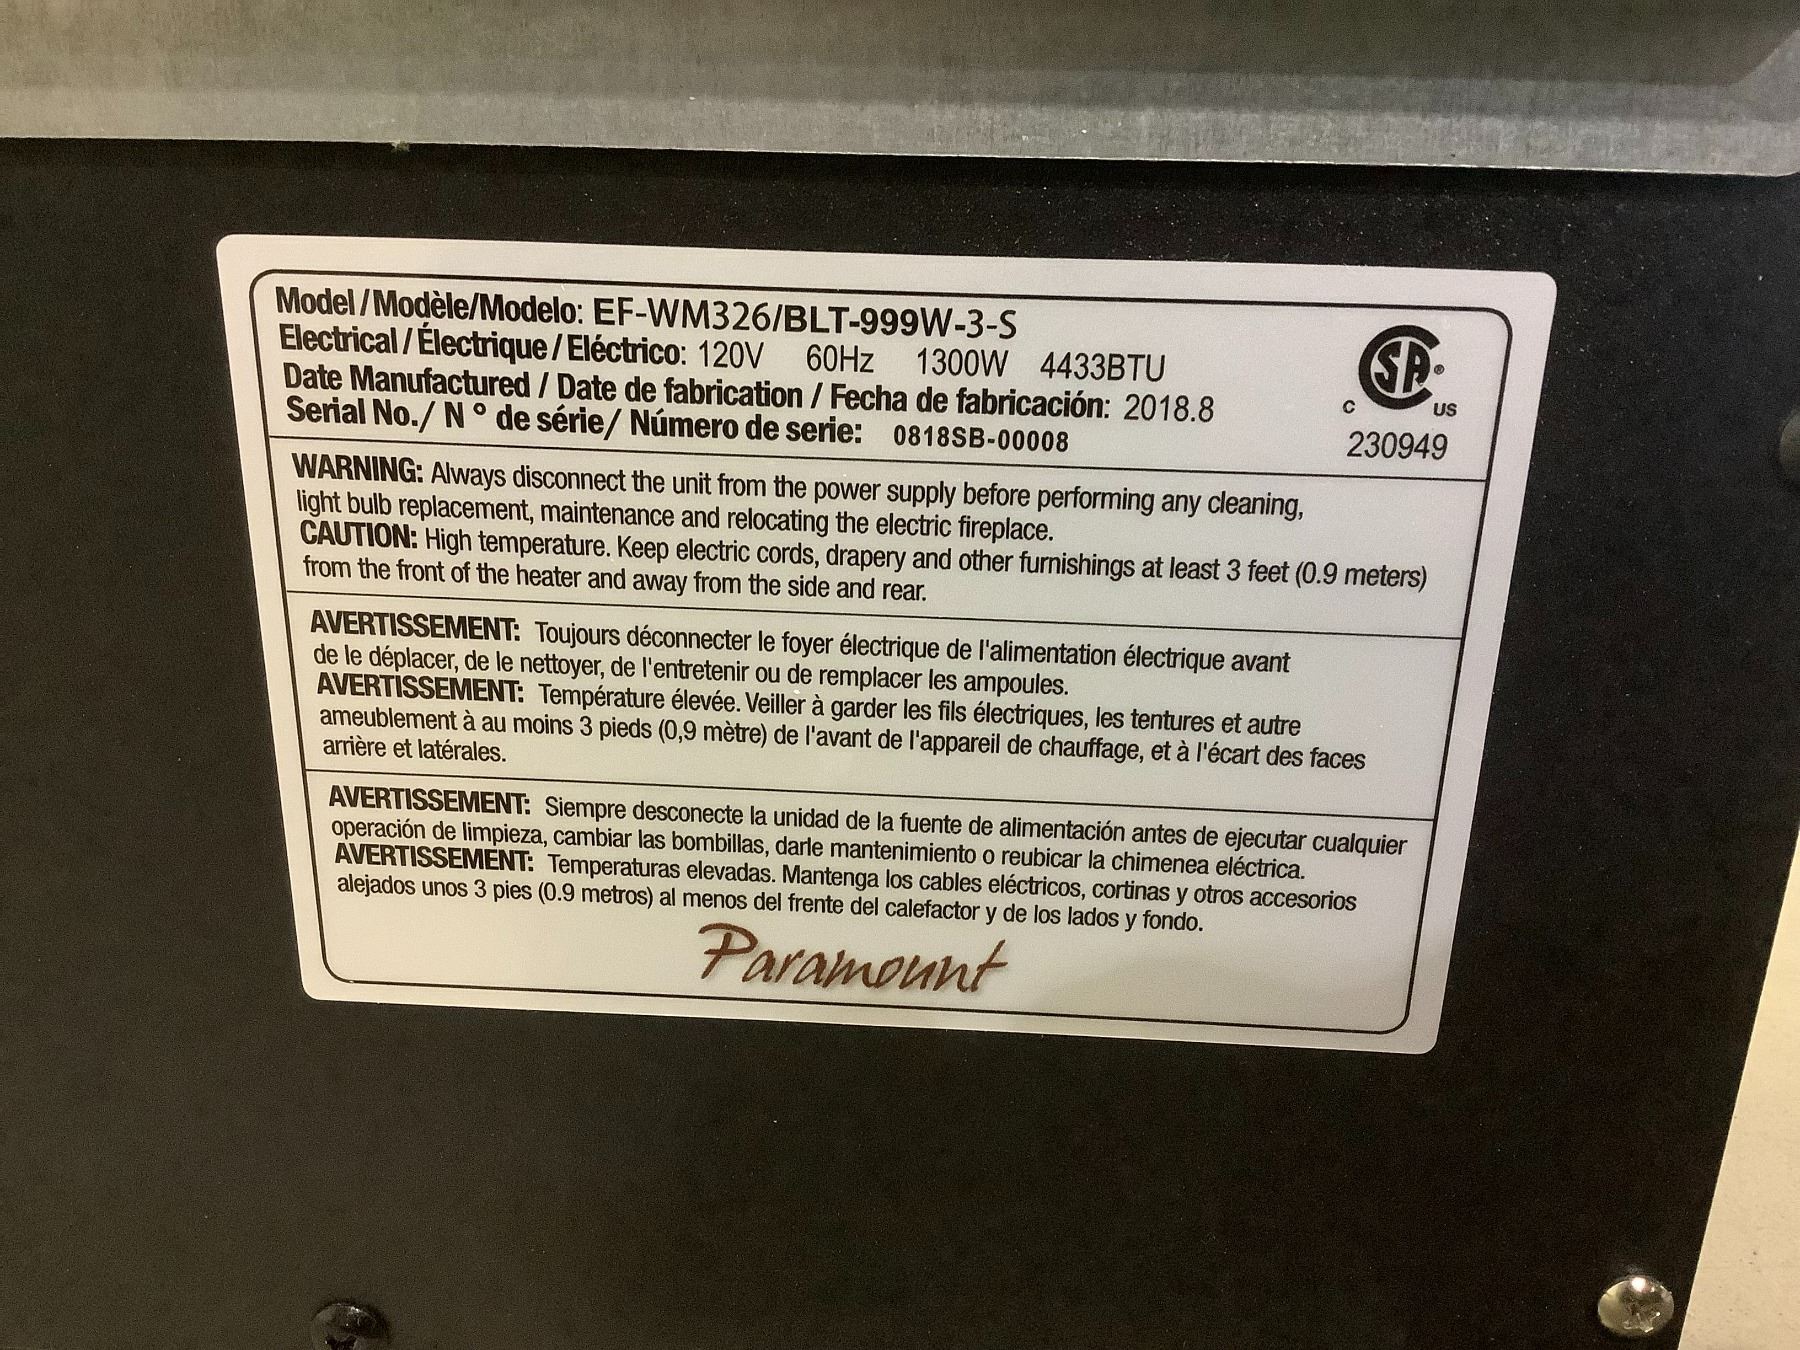 Model/Modèle/Modelo: EF-WM326/BLT-999W-3-S
Electrical/Électrique/Eléctrico: 120V 60Hz 1300W 4433BTU
Date Manufactured / Date de fabrication / Fecha de fabricación: 2018.8
Serial No./ N ° de série/ Número de serie: 0818SB-00008
SA®
C US
230949
WARNING: Always disconnect the unit from the power supply before performing any cleaning,
light bulb replacement, maintenance and relocating the electric fireplace.
CAUTION: High temperature. Keep electric cords, drapery and other furnishings at least 3 feet (0.9 meters)
from the front of the heater and away from the side and rear.
AVERTISSEMENT: Toujours déconnecter le foyer électrique de l'alimentation électrique avant
de le déplacer, de le nettoyer, de l'entretenir ou de remplacer les ampoules.
AVERTISSEMENT: Température élevée. Veiller à garder les fils électriques, les tentures et autre
ameublement à au moins 3 pieds (0,9 mètre) de l'avant de l'appareil de chauffage, et à l'écart des faces
arrière et latérales.
AVERTISSEMENT: Siempre desconecte la unidad de la fuente de alimentación antes de ejecutar cualquier
operación de limpieza, cambiar las bombillas, darle mantenimiento o reubicar la chimenea eléctrica.
AVERTISSEMENT: Temperaturas elevadas. Mantenga los cables eléctricos, cortinas y otros accesorios
alejados unos 3 pies (0.9 metros) al menos del frente del calefactor y de los lados y fondo.
Paramount